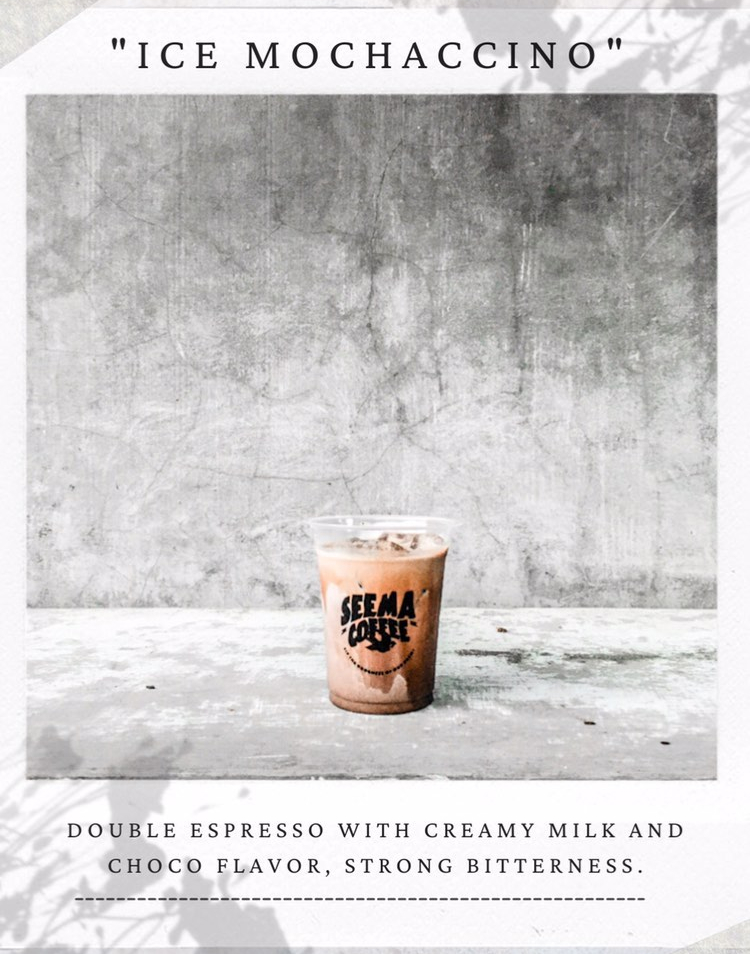 "ICE MOCHACCINO"
SEEMA
COFFEE
DOUBLE ESPRESSO WITH CREAMY MILK AND
CHOCO FLAVOR, STRONG BITTERNESS.